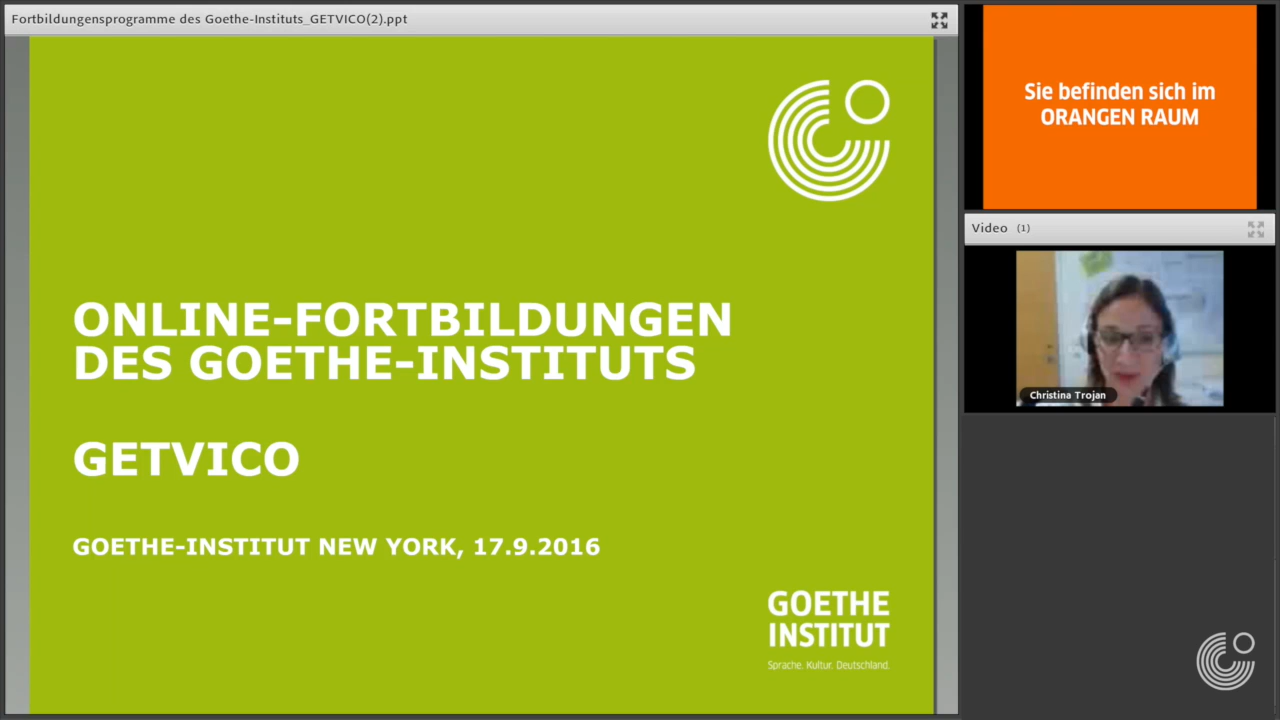 Fortbildungensprogramme des Goethe-Instituts_GETVICO(2).ppt
ONLINE-FORTBILDUNGEN
DES GOETHE-INSTITUTS
GETVICO
GOETHE-INSTITUT NEW YORK, 17.9.2016
GOETHE
INSTITUT
Sprache. Kultur. Deutschland.
Sie befinden sich im
ORANGEN RAUM
Video (1)
Christina Trojan